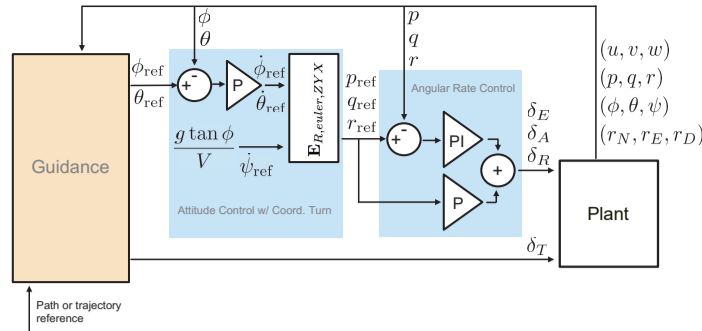 ϕ
θ
p
q
r
(u, v, w)
(p, q, r)
(ϕ, θ, ψ)
(r_N, r_E, r_D)
ϕ_ref
θ_ref
+
-
P
ϕ̇_ref
θ̇_ref
E_{R,euler,ZYX}
p_ref
q_ref
r_ref
Angular Rate Control
+
-
PI
P
+
δ_E
δ_A
δ_R
Guidance
g tan ϕ
V
ψ̇_ref
Attitude Control w/ Coord. Turn
Plant
δ_T
Path or trajectory
reference